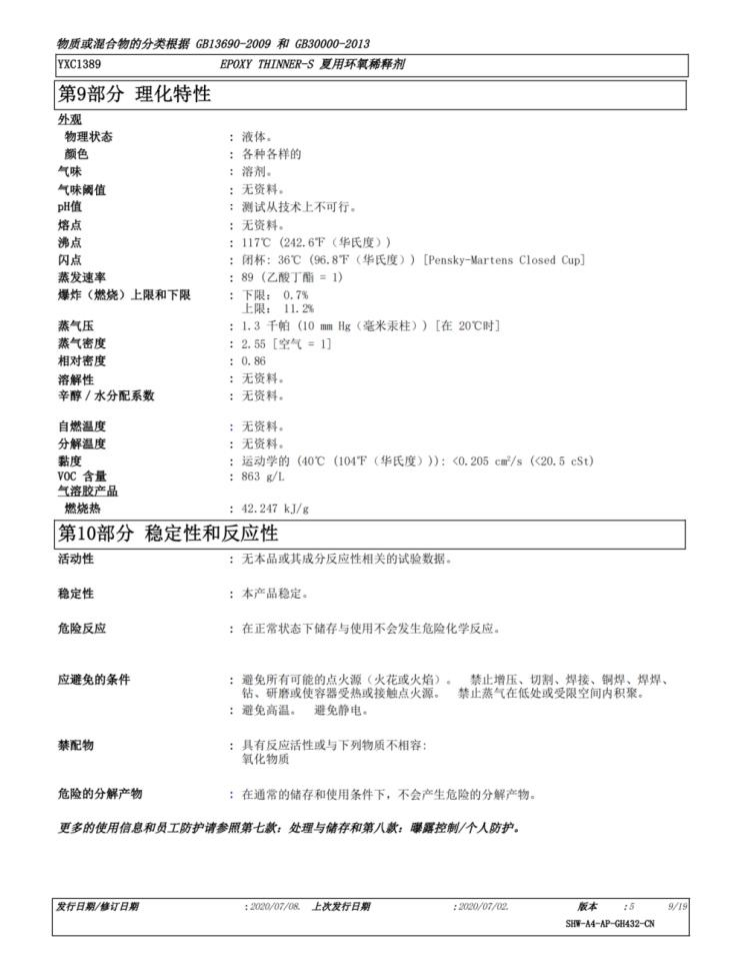 物质或混合物的分类根据 GB13690-2009 和 GB30000-2013
YXC1389 EPOXY THINNER-S 夏用环氧稀释剂
第9部分 理化特性
外观
物理状态 : 液体。
颜色 : 各种各样的
气味 : 溶剂。
气味阈值 : 无资料。
pH值 : 测试从技术上不可行。
熔点 : 无资料。
沸点 : 117℃ (242.6℉（华氏度）)
闪点 : 闭杯: 36℃ (96.8℉（华氏度）) [Pensky-Martens Closed Cup]
蒸发速率 : 89 (乙酸丁酯 = 1)
爆炸（燃烧）上限和下限 : 下限： 0.7%
上限： 11.2%
蒸气压 : 1.3 千帕 (10 mm Hg（毫米汞柱）) [在 20℃时]
蒸气密度 : 2.55 [空气 = 1]
相对密度 : 0.86
溶解性 : 无资料。
辛醇／水分配系数 : 无资料。
自燃温度 : 无资料。
分解温度 : 无资料。
黏度 : 运动学的 (40℃ (104℉（华氏度）)): <0.205 cm²/s (<20.5 cSt)
VOC 含量 : 863 g/L
气溶胶产品
燃烧热 : 42.247 kJ/g
第10部分 稳定性和反应性
活动性 : 无本品或其成分反应性相关的试验数据。
稳定性 : 本产品稳定。
危险反应 : 在正常状态下储存与使用不会发生危险化学反应。
应避免的条件 : 避免所有可能的点火源（火花或火焰）。 禁止增压、切割、焊接、铜焊、焊焊、
钻、研磨或使容器受热或接触点火源。 禁止蒸气在低处或受限空间内积聚。
: 避免高温。 避免静电。
禁配物 : 具有反应活性或与下列物质不相容:
氧化物质
危险的分解产物 : 在通常的储存和使用条件下，不会产生危险的分解产物。
更多的使用信息和员工防护请参照第七款：处理与储存和第八款：曝露控制/个人防护。
发行日期/修订日期 : 2020/07/08. 上次发行日期 : 2020/07/02. 版本 : 5 9/19
SHW-A4-AP-GH432-CN